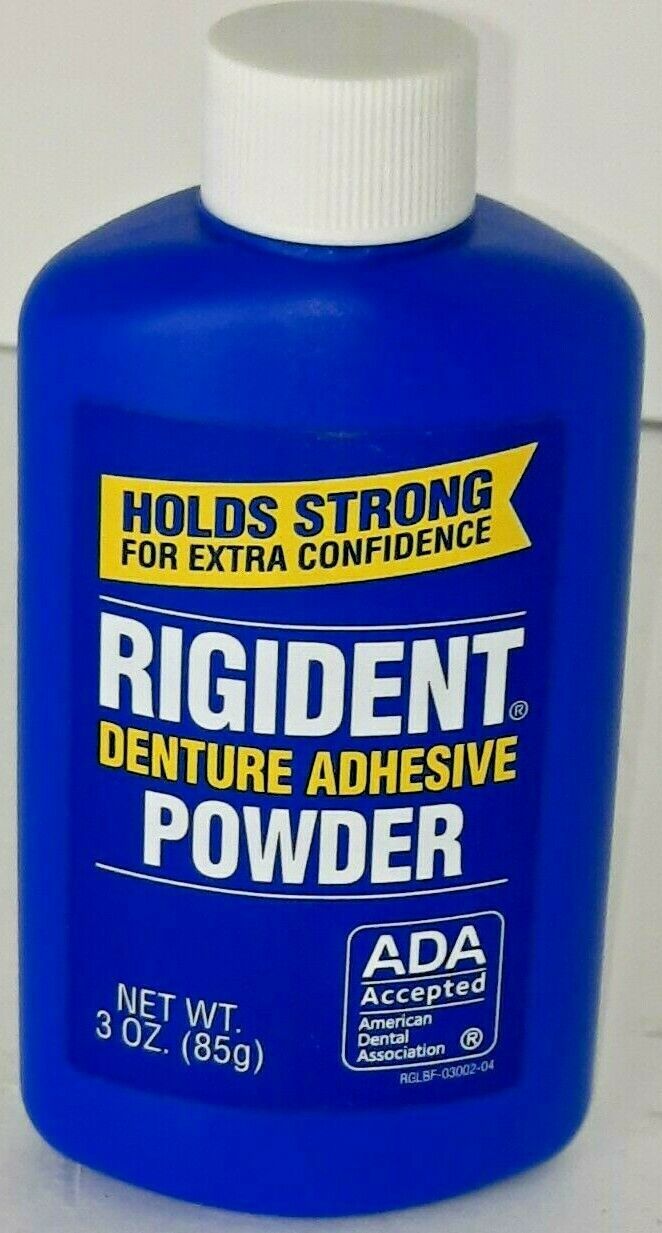 HOLDS STRONG
FOR EXTRA CONFIDENCE
RIGIDENT®
DENTURE ADHESIVE
POWDER
NET WT.
3 OZ. (85g)
ADA
Accepted
American
Dental
Association ®
RGLBF-03002-04